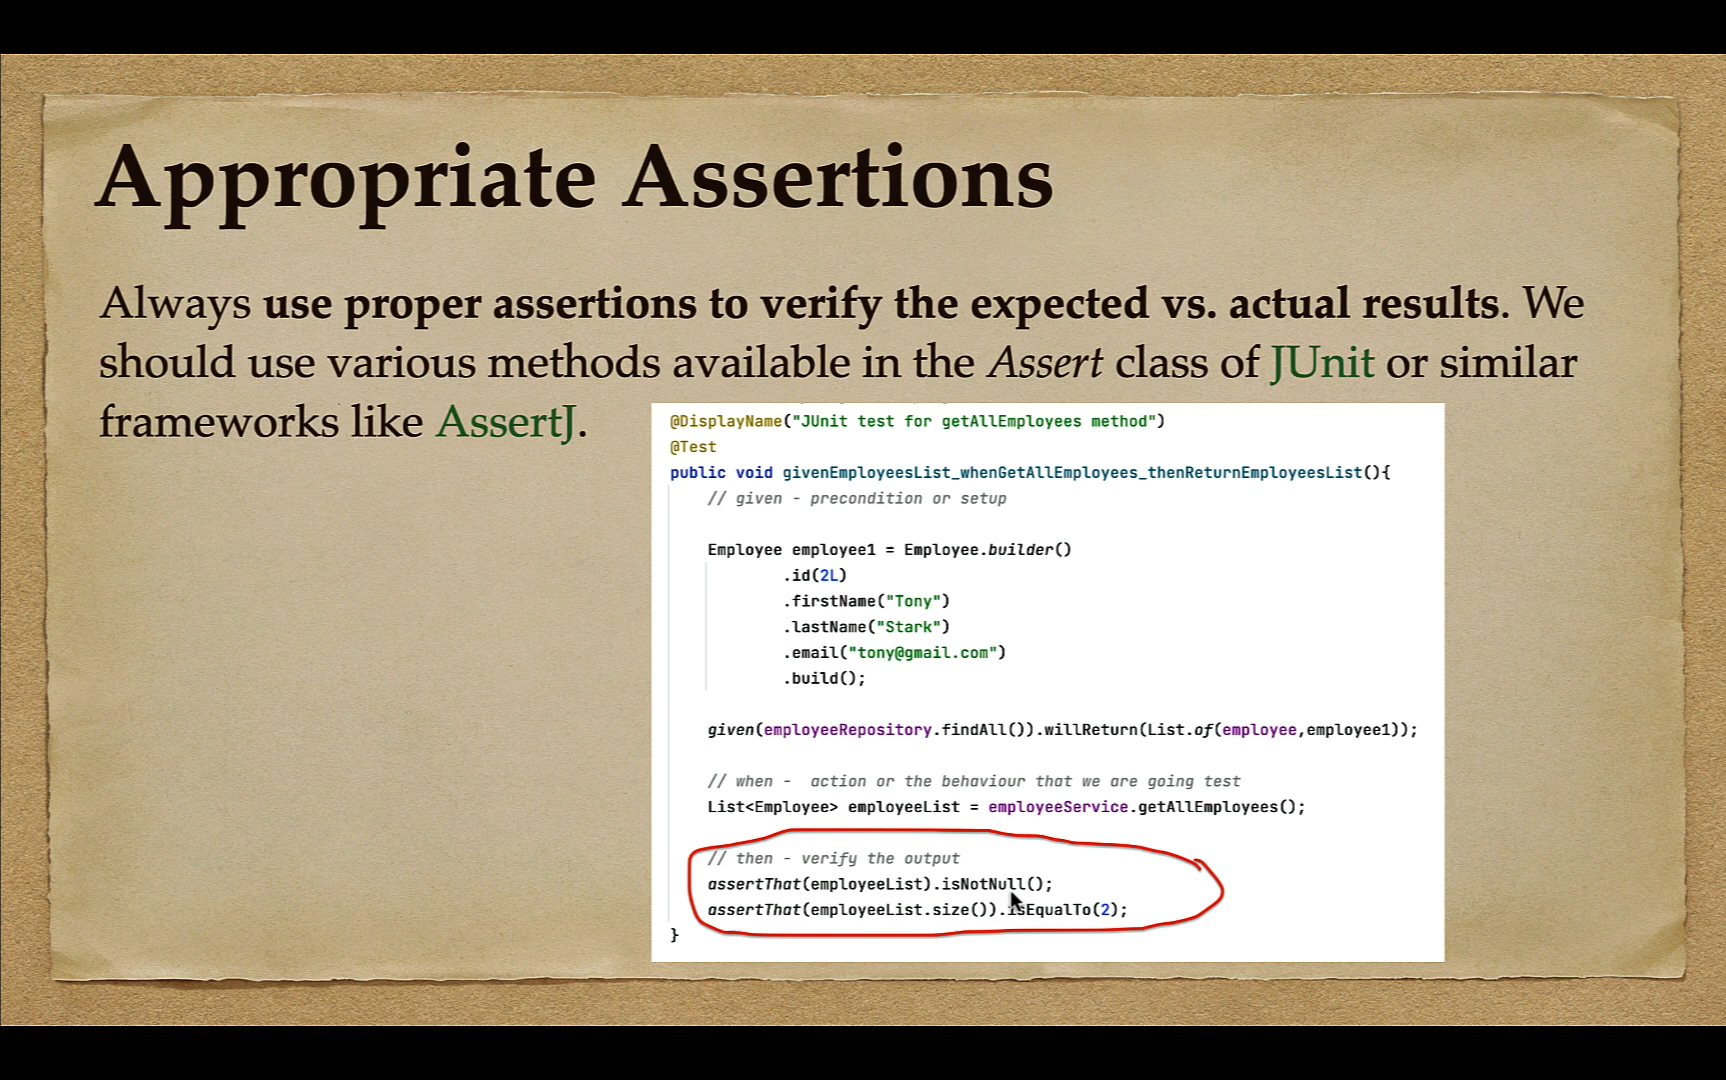 Appropriate Assertions
Always use proper assertions to verify the expected vs. actual results. We
should use various methods available in the Assert class of JUnit or similar
frameworks like AssertJ.
@DisplayName("JUnit test for getAllEmployees method")
@Test
public void givenEmployeesList_whenGetAllEmployees_thenReturnEmployeesList(){
// given - precondition or setup
Employee employee1 = Employee.builder()
.id(2L)
.firstName("Tony")
.lastName("Stark")
.email("tony@gmail.com")
.build();
given(employeeRepository.findAll()).willReturn(List.of(employee,employee1));
// when -  action or the behaviour that we are going test
List<Employee> employeeList = employeeService.getAllEmployees();
// then - verify the output
assertThat(employeeList).isNotNull();
assertThat(employeeList.size()).isEqualTo(2);
}